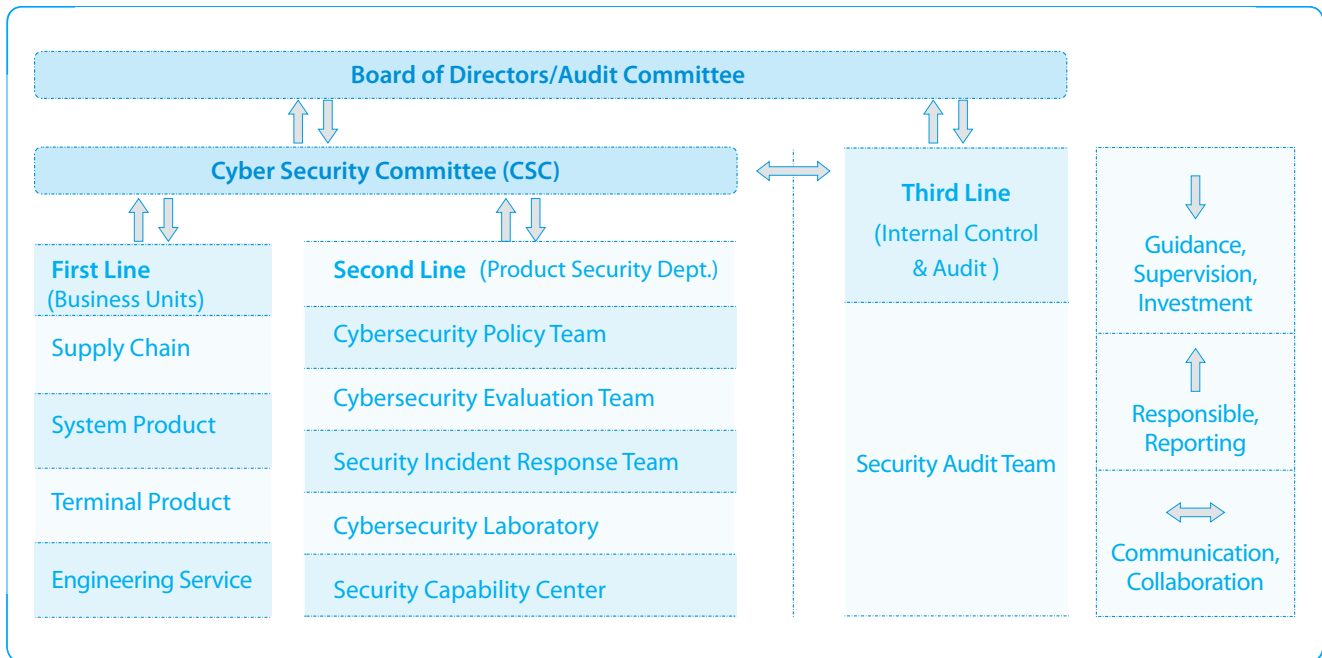 Board of Directors/Audit Committee
Cyber Security Committee (CSC)
First Line
(Business Units)
Supply Chain
System Product
Terminal Product
Engineering Service
Second Line (Product Security Dept.)
Cybersecurity Policy Team
Cybersecurity Evaluation Team
Security Incident Response Team
Cybersecurity Laboratory
Security Capability Center
Third Line
(Internal Control
& Audit )
Security Audit Team
Guidance,
Supervision,
Investment
Responsible,
Reporting
Communication,
Collaboration